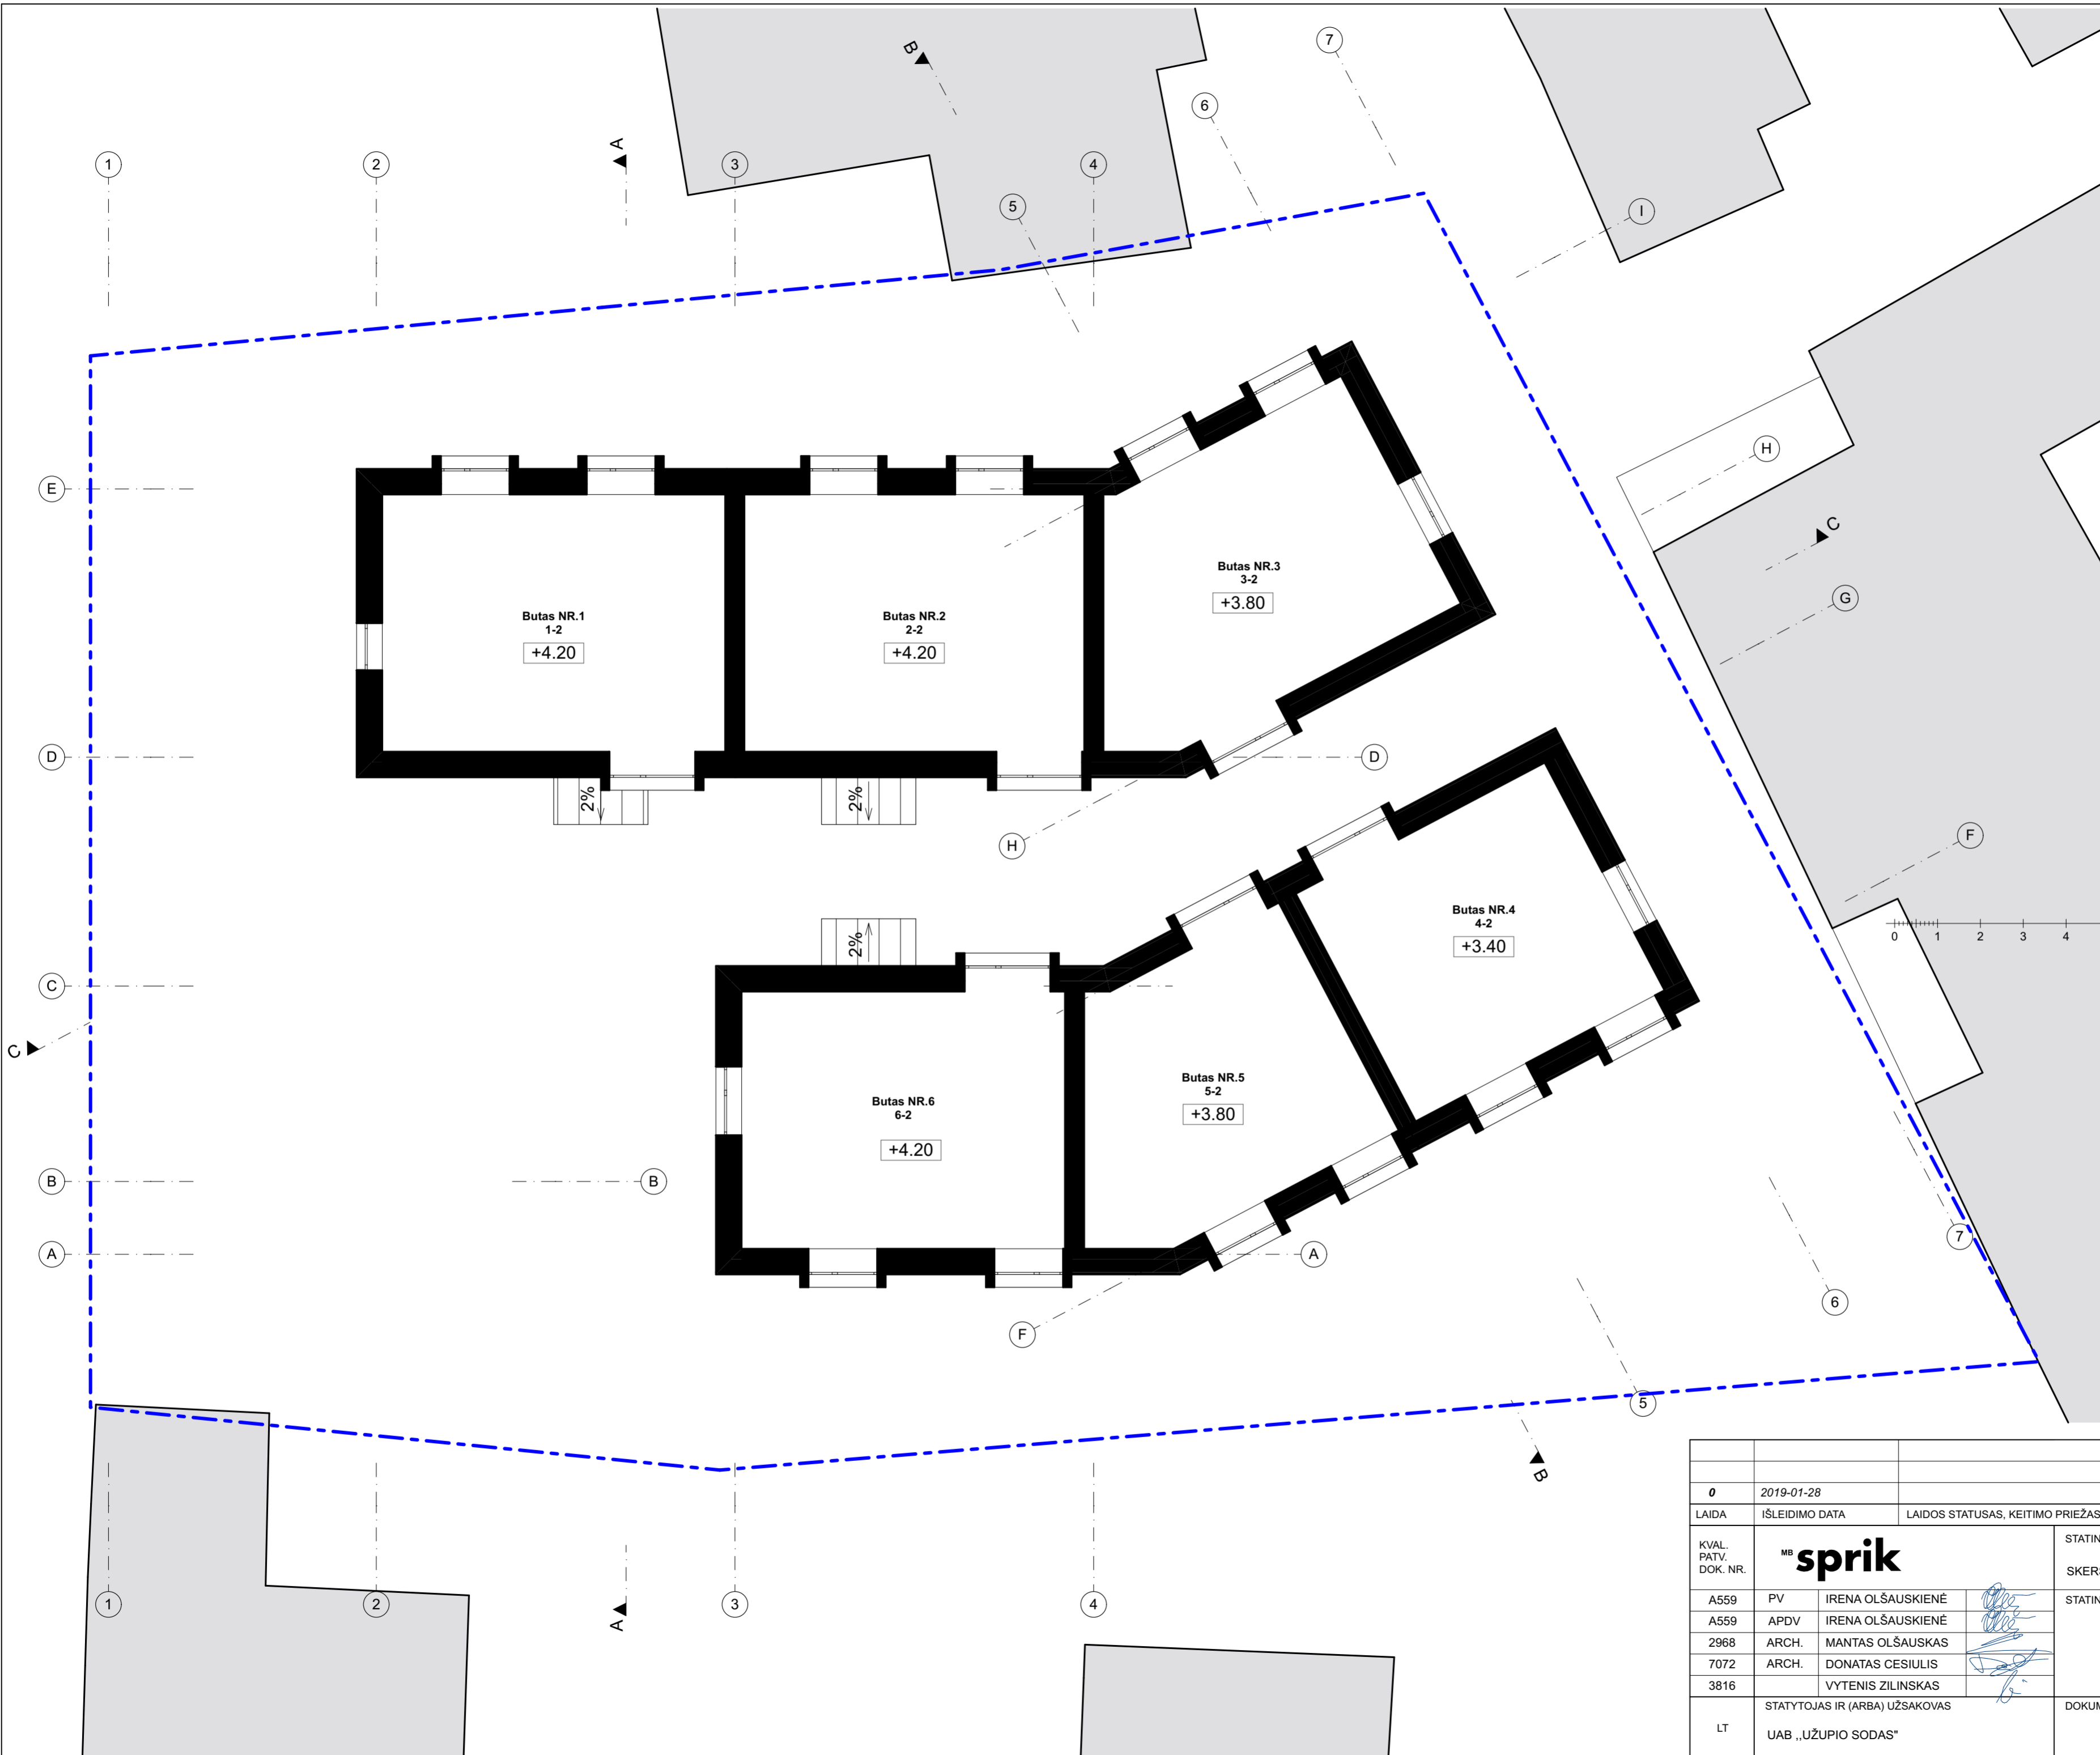 B
7
6
1
2
A
3
4
5
I
E
H
C
Butas NR.3
3-2
+3.80
G
Butas NR.1
1-2
+4.20
Butas NR.2
2-2
+4.20
D
D
2%
2%
H
F
0 1 2 3 4
Butas NR.4
4-2
+3.40
2%
C
C
Butas NR.5
5-2
+3.80
Butas NR.6
6-2
+4.20
B
B
A
A
7
6
F
5
B
1
2
A
3
4
0 2019-01-28
LAIDA IŠLEIDIMO DATA LAIDOS STATUSAS, KEITIMO PRIEŽAS
KVAL.
PATV.
DOK. NR.
MB sprik
STATIN
SKER
A559 PV IRENA OLŠAUSKIENĖ
STATIN
A559 APDV IRENA OLŠAUSKIENĖ
2968 ARCH. MANTAS OLŠAUSKAS
7072 ARCH. DONATAS CESIULIS
3816 VYTENIS ZILINSKAS
LT
STATYTOJAS IR (ARBA) UŽSAKOVAS
UAB ,,UŽUPIO SODAS"
DOKUM